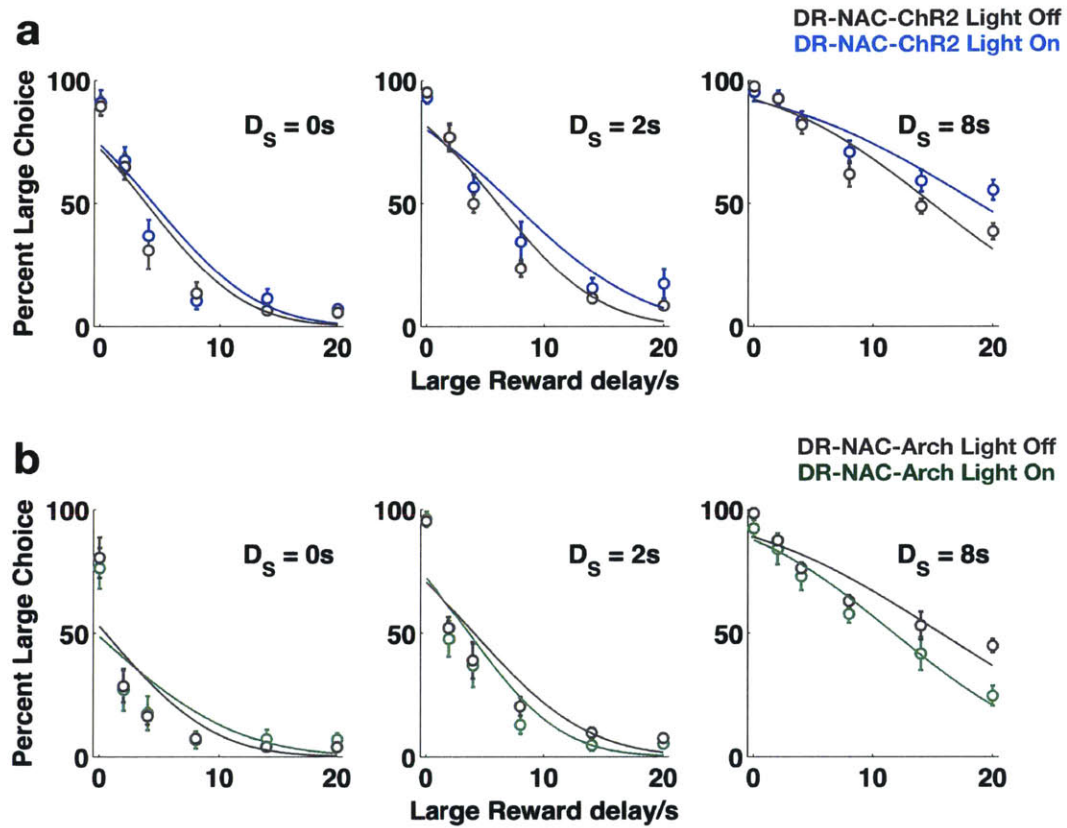 a
DR-NAC-ChR2 Light Off
DR-NAC-ChR2 Light On
Percent Large Choice
100
50
0
0
10
20
D_S = 0s
100
50
0
0
10
20
D_S = 2s
100
50
0
0
10
20
D_S = 8s
Large Reward delay/s
b
DR-NAC-Arch Light Off
DR-NAC-Arch Light On
Percent Large Choice
100
50
0
0
10
20
D_S = 0s
100
50
0
0
10
20
D_S = 2s
100
50
0
0
10
20
D_S = 8s
Large Reward delay/s